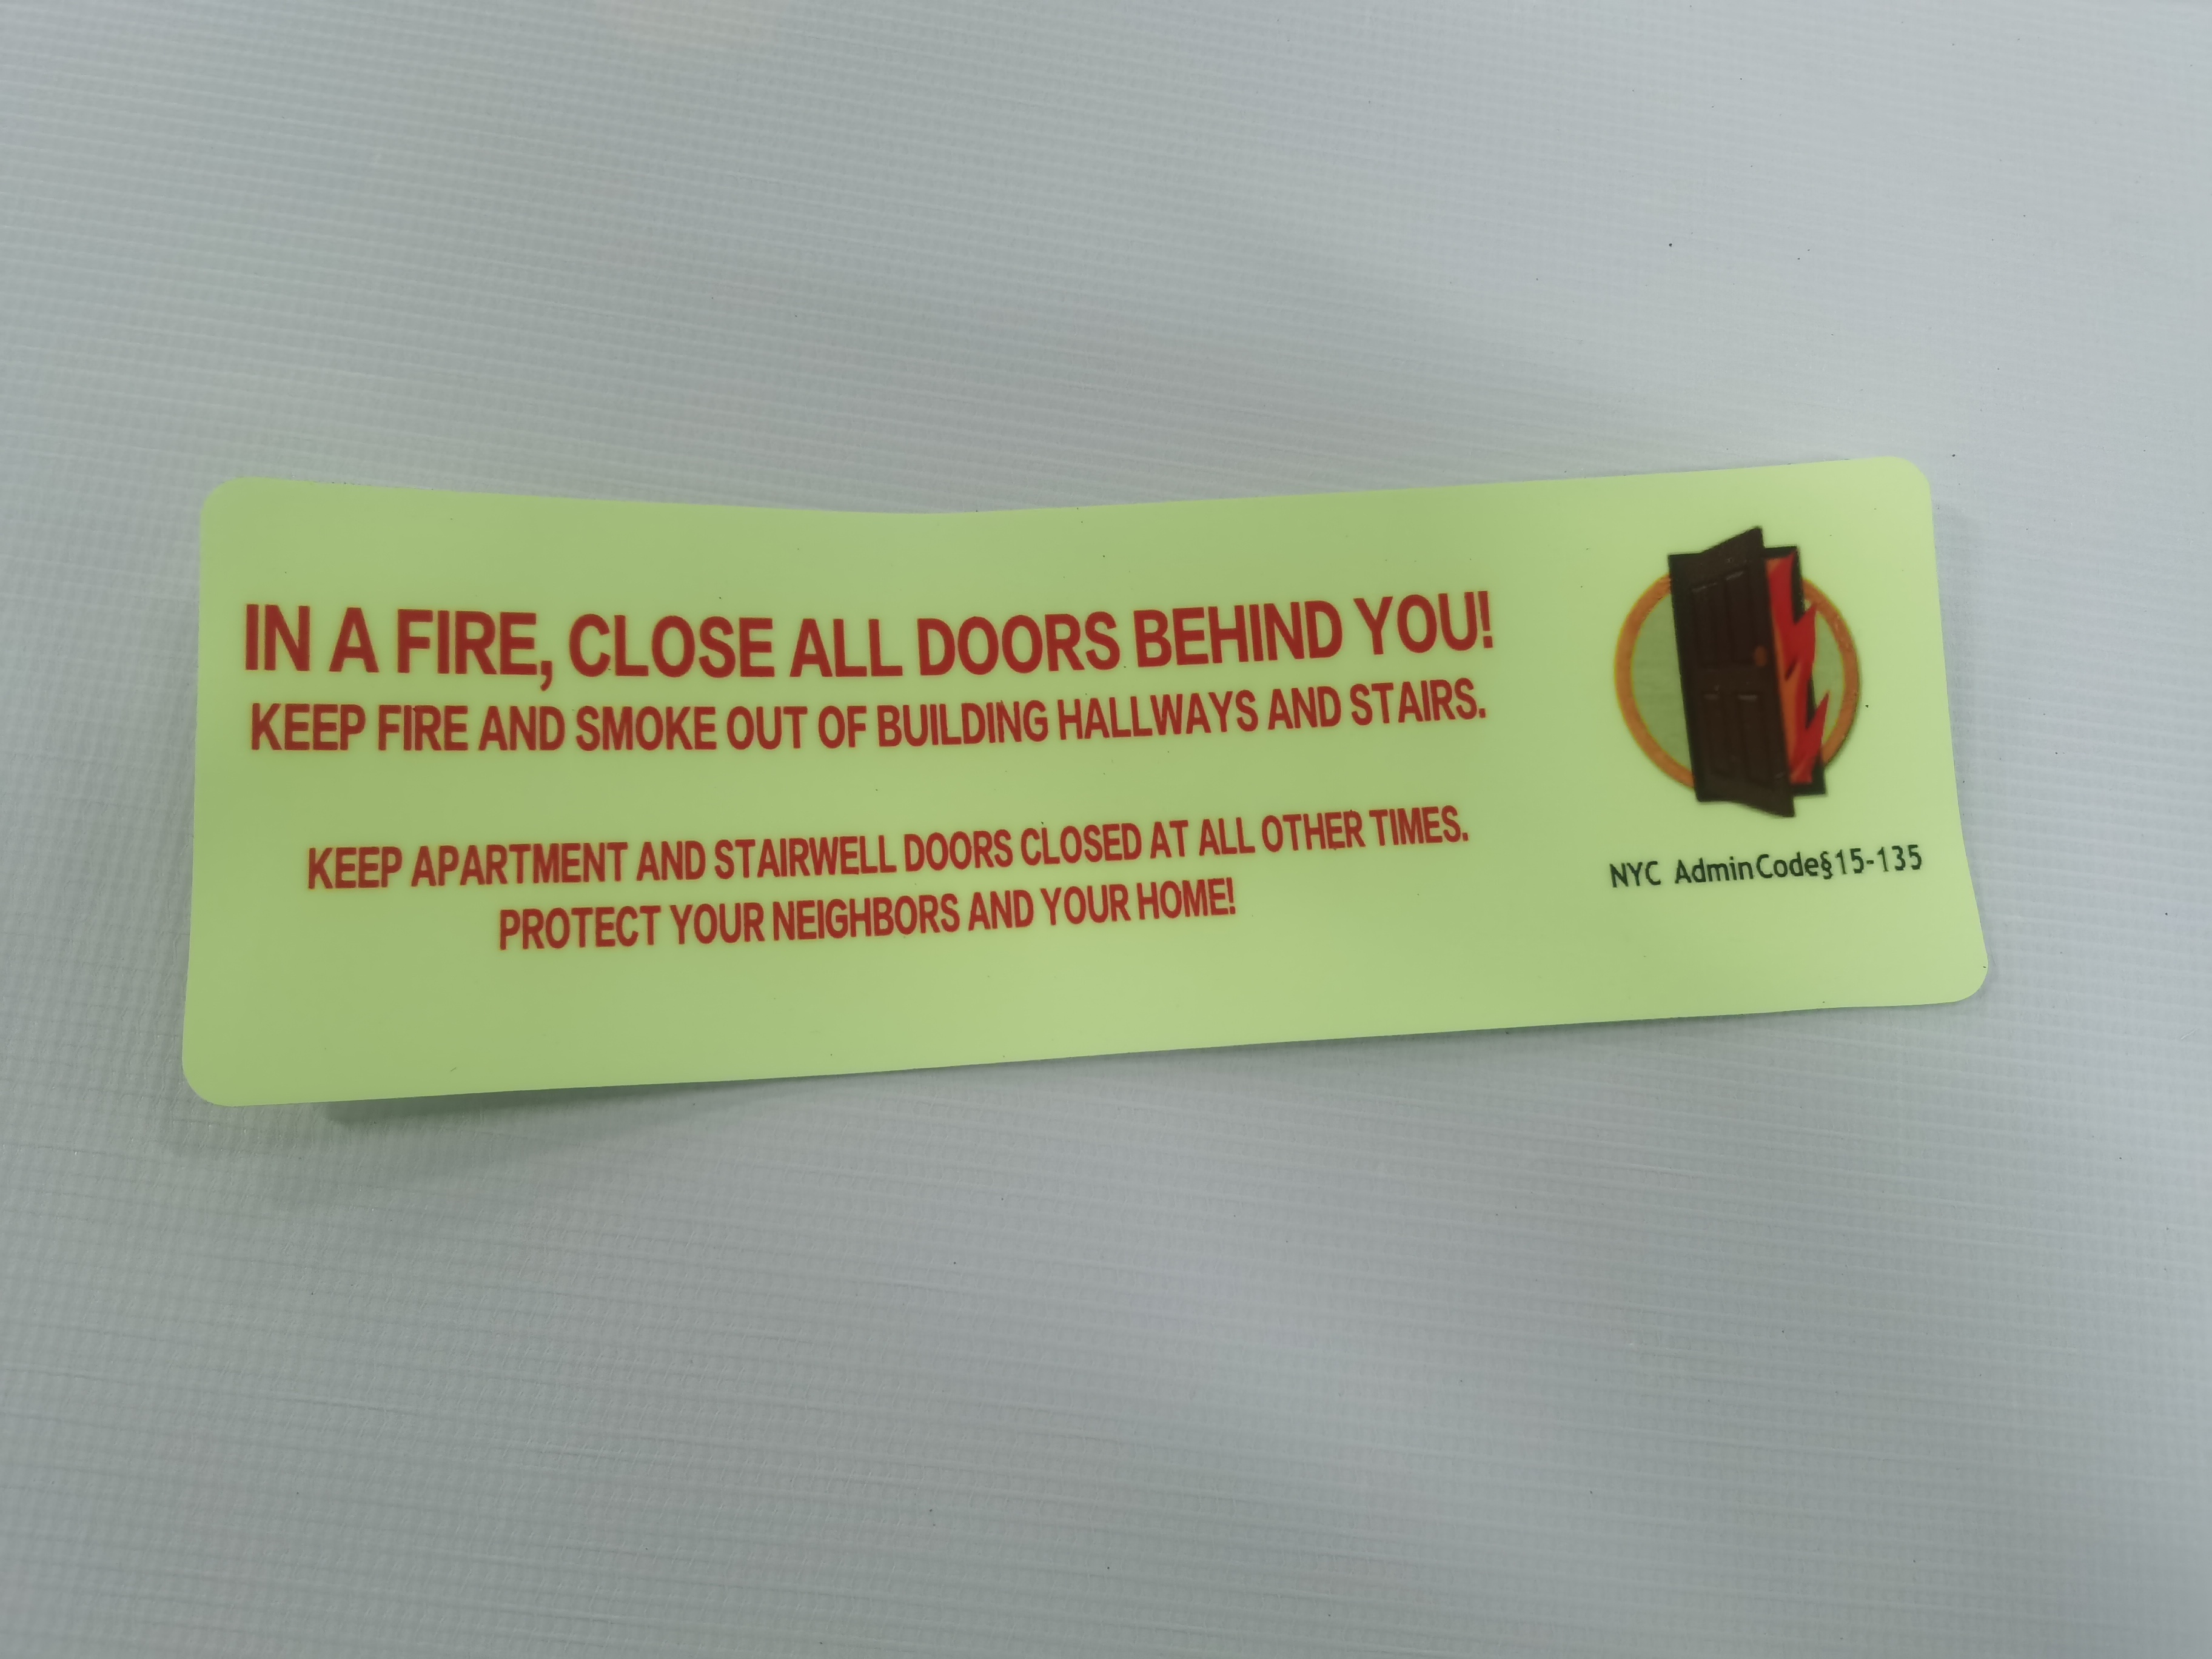 IN A FIRE, CLOSE ALL DOORS BEHIND YOU!
KEEP FIRE AND SMOKE OUT OF BUILDING HALLWAYS AND STAIRS.
KEEP APARTMENT AND STAIRWELL DOORS CLOSED AT ALL OTHER TIMES.
PROTECT YOUR NEIGHBORS AND YOUR HOME!
NYC AdminCode§15-135